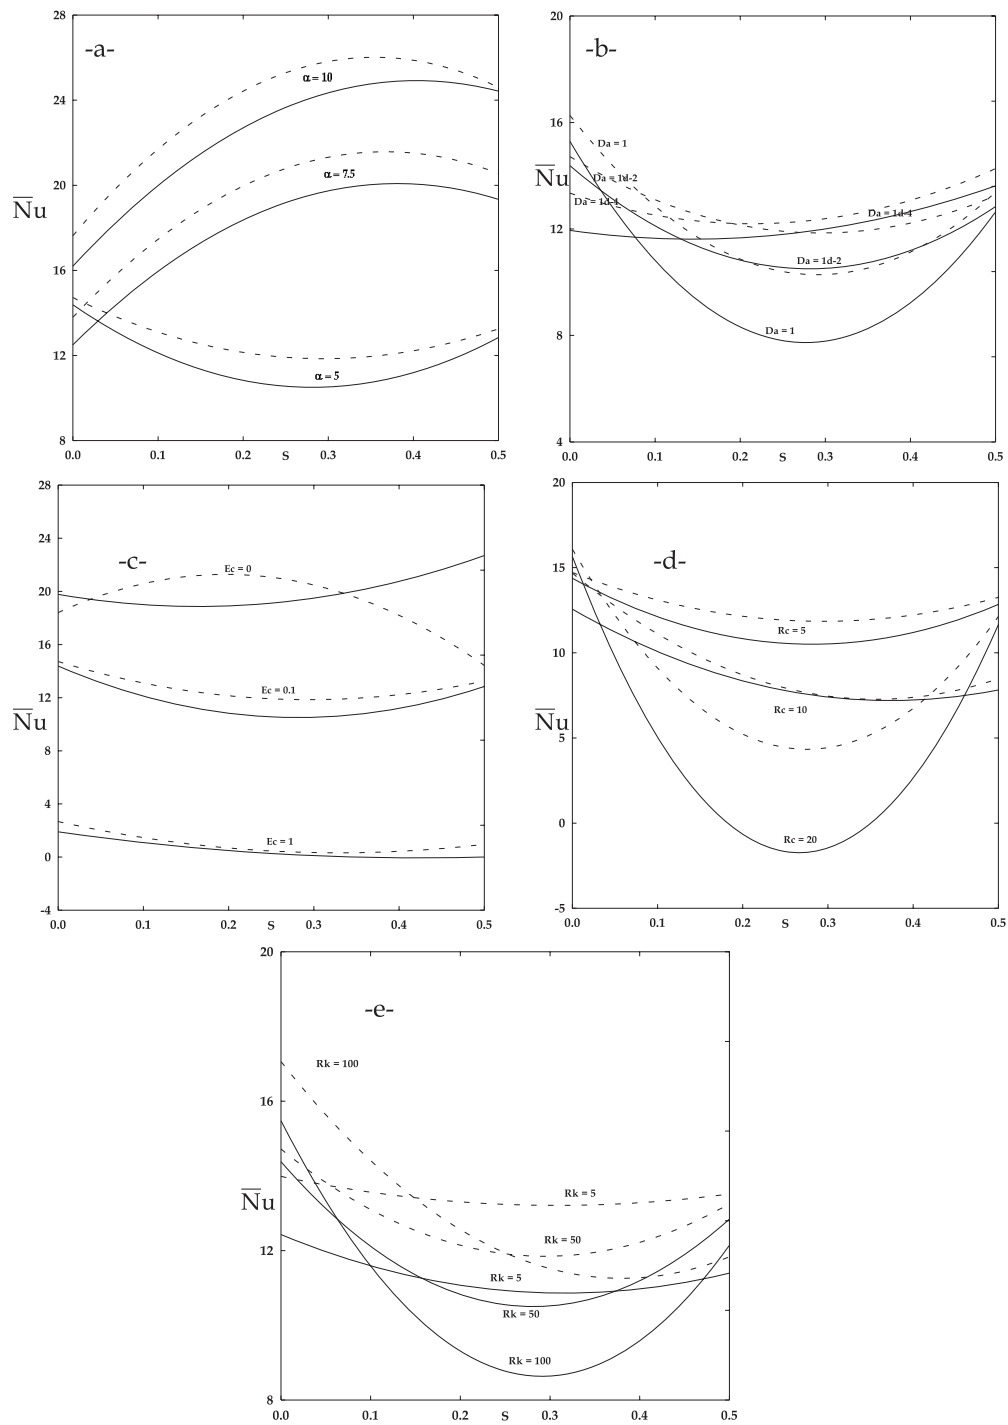 28
-a-
α = 10
24
α = 7.5
20
N̅u
16
12
α = 5
8
0.0 0.1 0.2 0.3 0.4 0.5
S
20
-b-
16
Da = 1
N̅u
Da = 1d-2
Da = 1d-4
Da = 1d-4
12
Da = 1d-2
Da = 1
8
4
0.0 0.1 0.2 0.3 0.4 0.5
S
28
24
-c-
Ec = 0
20
16
Ec = 0.1
12
N̅u
8
4
Ec = 1
0
-4
0.0 0.1 0.2 0.3 0.4 0.5
S
20
-d-
15
Rc = 5
10
Rc = 10
N̅u
5
0
Rc = 20
-5
0.0 0.1 0.2 0.3 0.4 0.5
S
20
-e-
Rk = 100
16
Rk = 5
N̅u
Rk = 50
12
Rk = 5
Rk = 50
Rk = 100
8
0.0 0.1 0.2 0.3 0.4 0.5
S